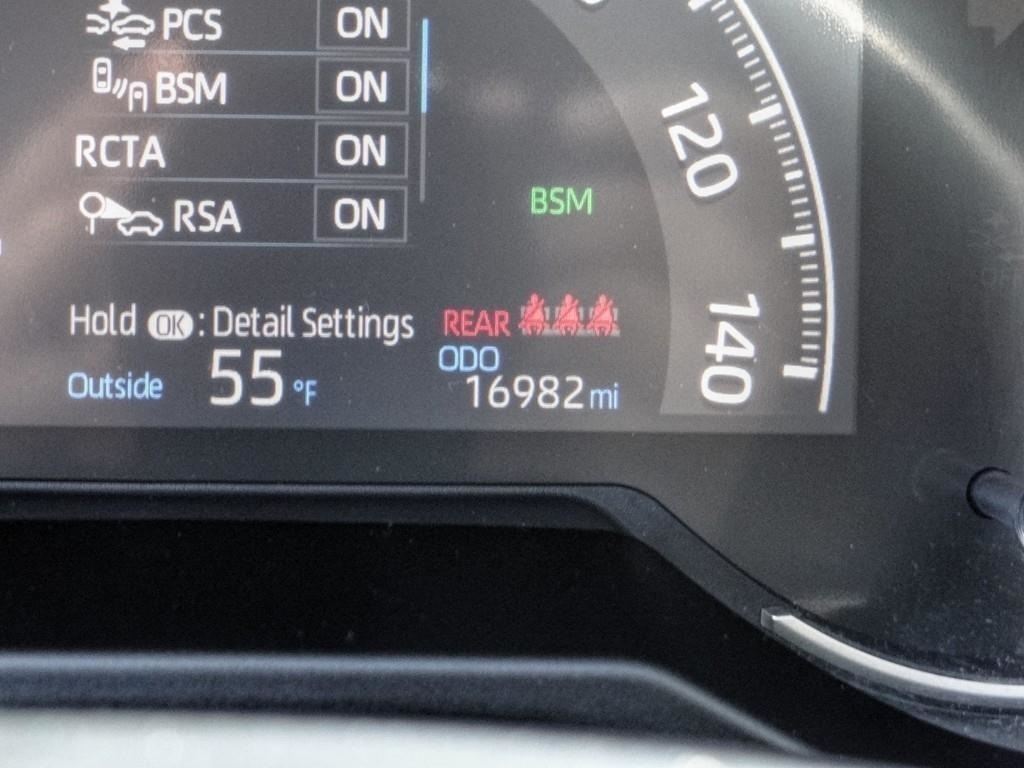 PCS ON
BSM ON
RCTA ON
RSA ON
BSM
120
140
Hold OK : Detail Settings
REAR
ODO
Outside 55 °F
16982 mi